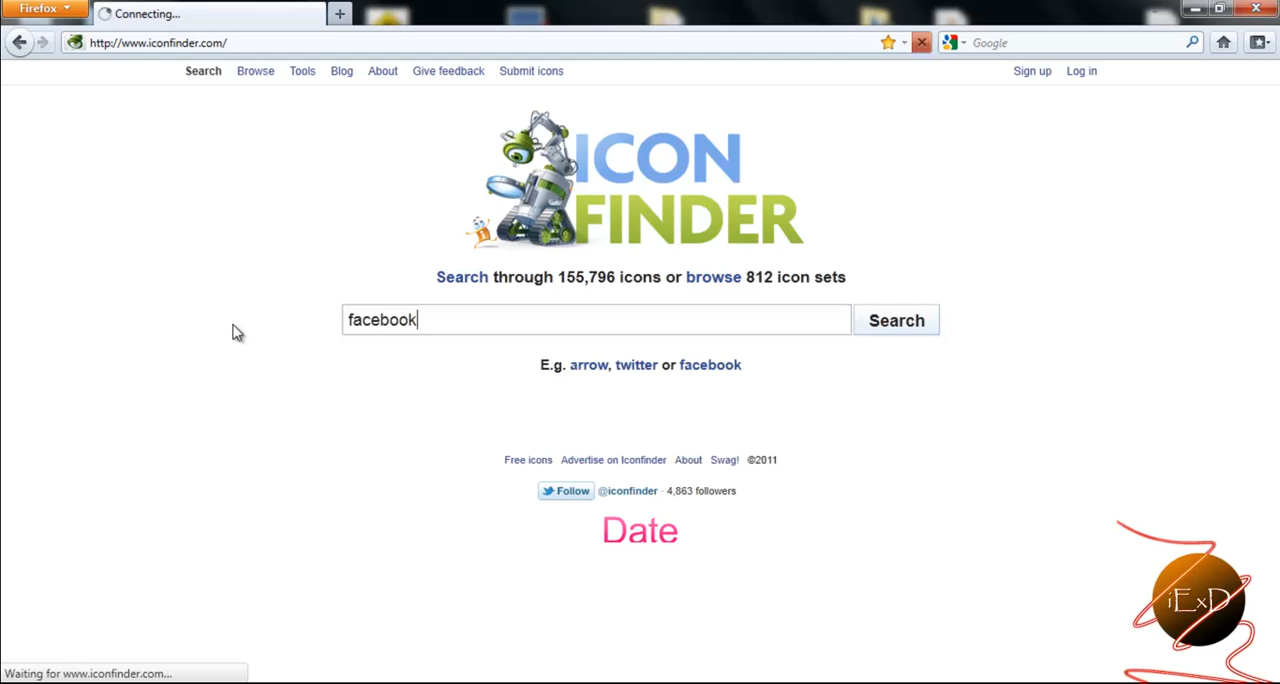 Firefox
Connecting...
http://www.iconfinder.com/
Google
Search Browse Tools Blog About Give feedback Submit icons Sign up Log in
ICON
FINDER
Search through 155,796 icons or browse 812 icon sets
facebook Search
E.g. arrow, twitter or facebook
Free icons Advertise on Iconfinder About Swag! ©2011
Follow @iconfinder · 4,863 followers
Date
iExD
Waiting for www.iconfinder.com...